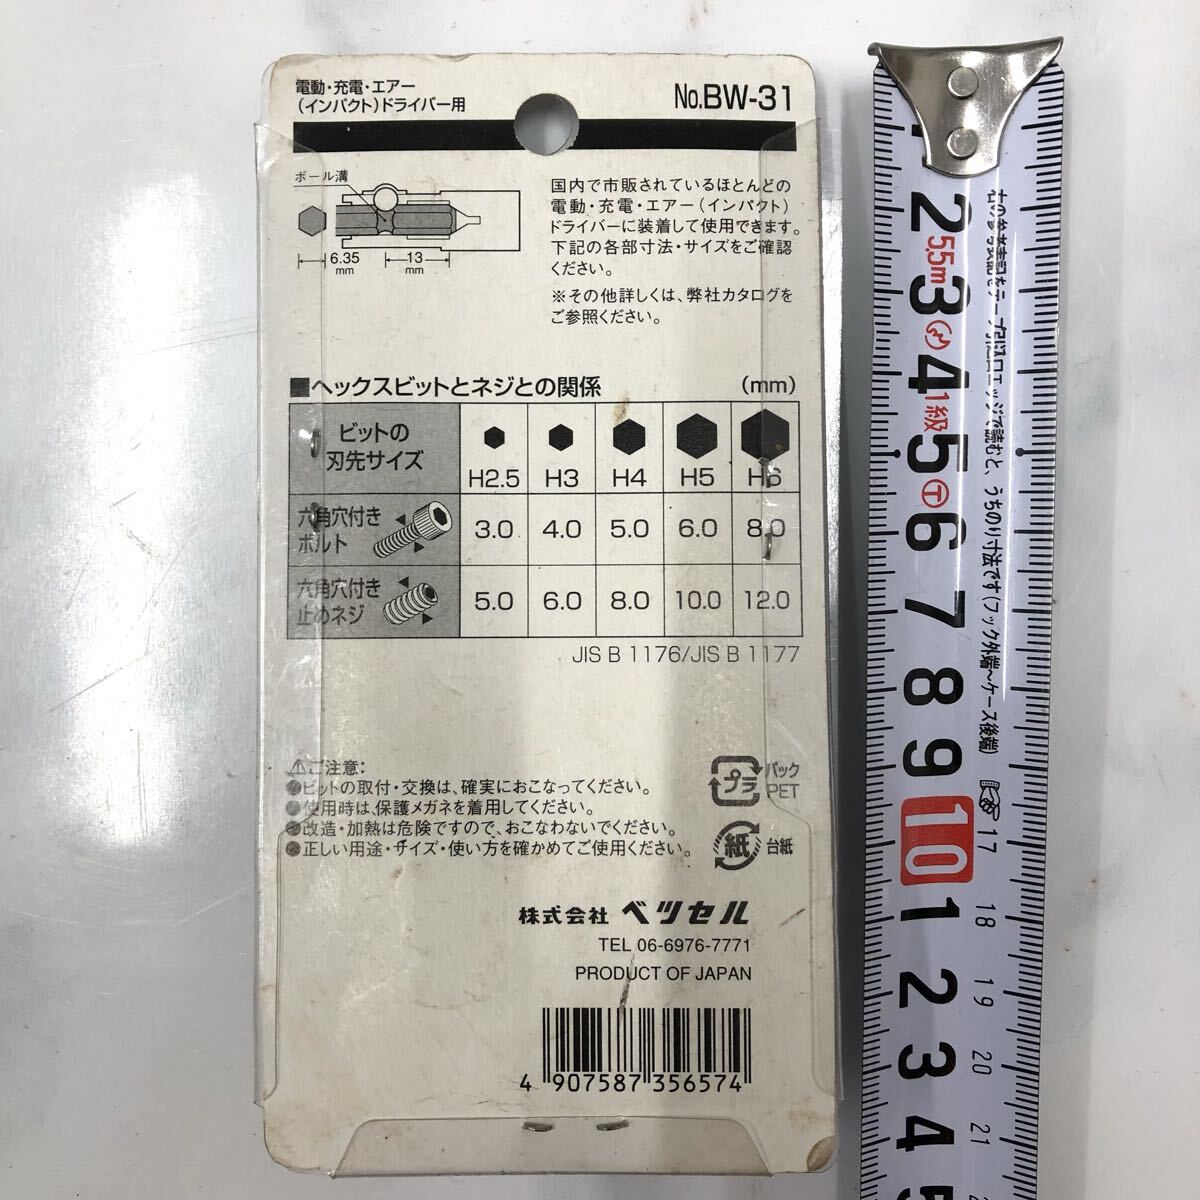 電動・充電・エアー
(インパクト)ドライバー用
No.BW-31
ボール溝
6.35
mm
13
mm
国内で市販されているほとんどの
電動・充電・エアー(インパクト)
ドライバーに装着して使用できます。
下記の各部寸法・サイズをご確認
ください。
※その他詳しくは、弊社カタログを
ご参照ください。
■ヘックスビットとネジとの関係 (mm)
ビットの
刃先サイズ
H2.5 H3 H4 H5 H6
六角穴付き
ボルト
3.0 4.0 5.0 6.0 8.0
六角穴付き
止めネジ
5.0 6.0 8.0 10.0 12.0
JIS B 1176/JIS B 1177
⚠ご注意:
●ビットの取付・交換は、確実におこなってください。
●使用時は、保護メガネを着用してください。
●改造・加熱は危険ですので、おこなわないでください。
●正しい用途・サイズ・使い方を確かめてご使用ください。
プラ
パック
PET
紙
台紙
株式会社 ベッセル
TEL 06-6976-7771
PRODUCT OF JAPAN
4 907587 356574
2
5.5m
3
4
1級
5
6
7
8
9
10
1
2
3
4
17
18
19
20
21